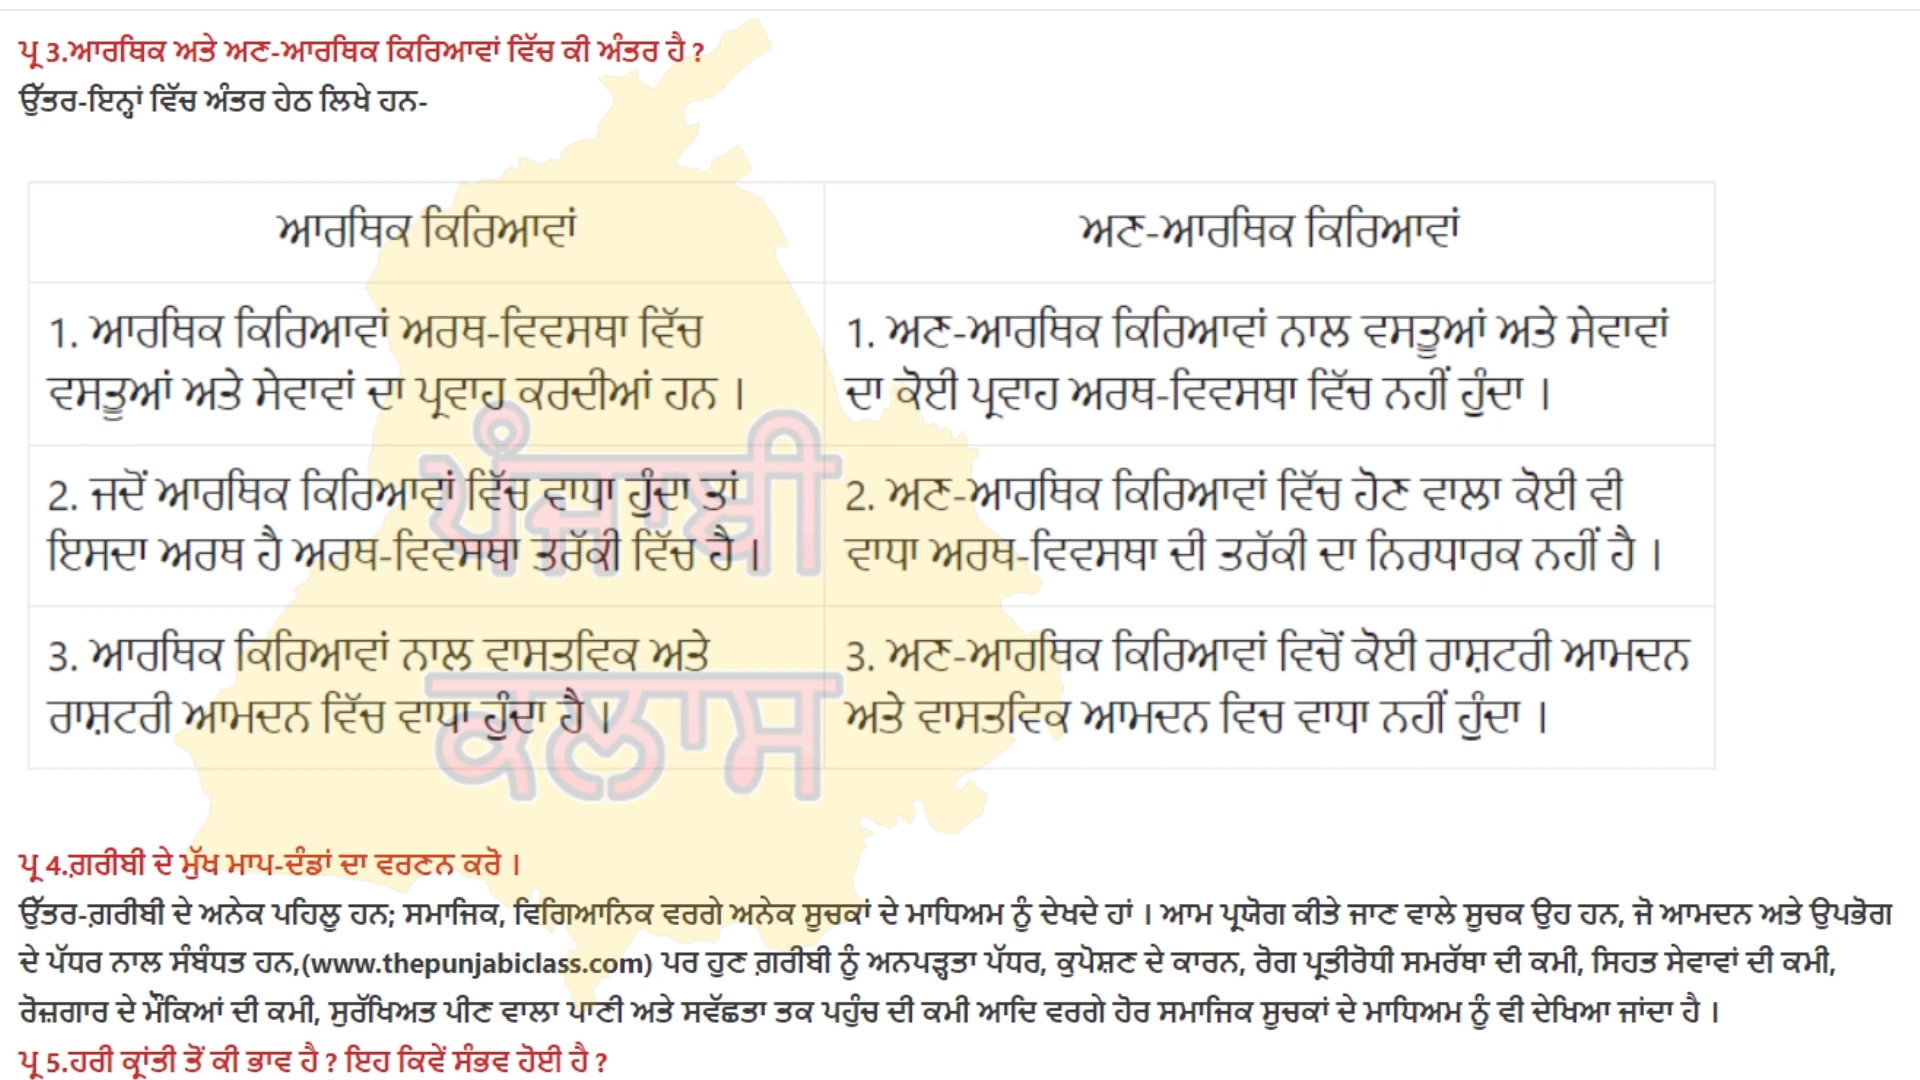 ਪ੍ਰ 3.ਆਰਥਿਕ ਅਤੇ ਅਣ-ਆਰਥਿਕ ਕਿਰਿਆਵਾਂ ਵਿੱਚ ਕੀ ਅੰਤਰ ਹੈ ?
ਉੱਤਰ-ਇਨ੍ਹਾਂ ਵਿੱਚ ਅੰਤਰ ਹੇਠ ਲਿਖੇ ਹਨ-
ਆਰਥਿਕ ਕਿਰਿਆਵਾਂ
ਅਣ-ਆਰਥਿਕ ਕਿਰਿਆਵਾਂ
1. ਆਰਥਿਕ ਕਿਰਿਆਵਾਂ ਅਰਥ-ਵਿਵਸਥਾ ਵਿੱਚ
ਵਸਤੂਆਂ ਅਤੇ ਸੇਵਾਵਾਂ ਦਾ ਪ੍ਰਵਾਹ ਕਰਦੀਆਂ ਹਨ ।
1. ਅਣ-ਆਰਥਿਕ ਕਿਰਿਆਵਾਂ ਨਾਲ ਵਸਤੂਆਂ ਅਤੇ ਸੇਵਾਵਾਂ
ਦਾ ਕੋਈ ਪ੍ਰਵਾਹ ਅਰਥ-ਵਿਵਸਥਾ ਵਿੱਚ ਨਹੀਂ ਹੁੰਦਾ ।
2. ਜਦੋਂ ਆਰਥਿਕ ਕਿਰਿਆਵਾਂ ਵਿੱਚ ਵਾਧਾ ਹੁੰਦਾ ਤਾਂ
ਇਸਦਾ ਅਰਥ ਹੈ ਅਰਥ-ਵਿਵਸਥਾ ਤਰੱਕੀ ਵਿੱਚ ਹੈ ।
2. ਅਣ-ਆਰਥਿਕ ਕਿਰਿਆਵਾਂ ਵਿੱਚ ਹੋਣ ਵਾਲਾ ਕੋਈ ਵੀ
ਵਾਧਾ ਅਰਥ-ਵਿਵਸਥਾ ਦੀ ਤਰੱਕੀ ਦਾ ਨਿਰਧਾਰਕ ਨਹੀਂ ਹੈ ।
3. ਆਰਥਿਕ ਕਿਰਿਆਵਾਂ ਨਾਲ ਵਾਸਤਵਿਕ ਅਤੇ
ਰਾਸ਼ਟਰੀ ਆਮਦਨ ਵਿੱਚ ਵਾਧਾ ਹੁੰਦਾ ਹੈ ।
3. ਅਣ-ਆਰਥਿਕ ਕਿਰਿਆਵਾਂ ਵਿਚੋਂ ਕੋਈ ਰਾਸ਼ਟਰੀ ਆਮਦਨ
ਅਤੇ ਵਾਸਤਵਿਕ ਆਮਦਨ ਵਿਚ ਵਾਧਾ ਨਹੀਂ ਹੁੰਦਾ ।
ਪੰਜਾਬੀ
ਕਲਾਸ
ਪ੍ਰ 4.ਗ਼ਰੀਬੀ ਦੇ ਮੁੱਖ ਮਾਪ-ਦੰਡਾਂ ਦਾ ਵਰਣਨ ਕਰੋ ।
ਉੱਤਰ-ਗ਼ਰੀਬੀ ਦੇ ਅਨੇਕ ਪਹਿਲੂ ਹਨ; ਸਮਾਜਿਕ, ਵਿਗਿਆਨਿਕ ਵਰਗੇ ਅਨੇਕ ਸੂਚਕਾਂ ਦੇ ਮਾਧਿਅਮ ਨੂੰ ਦੇਖਦੇ ਹਾਂ । ਆਮ ਪ੍ਰਯੋਗ ਕੀਤੇ ਜਾਣ ਵਾਲੇ ਸੂਚਕ ਉਹ ਹਨ, ਜੋ ਆਮਦਨ ਅਤੇ ਉਪਭੋਗ
ਦੇ ਪੱਧਰ ਨਾਲ ਸੰਬੰਧਤ ਹਨ,(www.thepunjabiclass.com) ਪਰ ਹੁਣ ਗ਼ਰੀਬੀ ਨੂੰ ਅਨਪੜ੍ਹਤਾ ਪੱਧਰ, ਕੁਪੋਸ਼ਣ ਦੇ ਕਾਰਨ, ਰੋਗ ਪ੍ਰਤੀਰੋਧੀ ਸਮਰੱਥਾ ਦੀ ਕਮੀ, ਸਿਹਤ ਸੇਵਾਵਾਂ ਦੀ ਕਮੀ,
ਰੋਜ਼ਗਾਰ ਦੇ ਮੌਕਿਆਂ ਦੀ ਕਮੀ, ਸੁਰੱਖਿਅਤ ਪੀਣ ਵਾਲਾ ਪਾਣੀ ਅਤੇ ਸਵੱਛਤਾ ਤਕ ਪਹੁੰਚ ਦੀ ਕਮੀ ਆਦਿ ਵਰਗੇ ਹੋਰ ਸਮਾਜਿਕ ਸੂਚਕਾਂ ਦੇ ਮਾਧਿਅਮ ਨੂੰ ਵੀ ਦੇਖਿਆ ਜਾਂਦਾ ਹੈ ।
ਪ੍ਰ 5.ਹਰੀ ਕ੍ਰਾਂਤੀ ਤੋਂ ਕੀ ਭਾਵ ਹੈ ? ਇਹ ਕਿਵੇਂ ਸੰਭਵ ਹੋਈ ਹੈ ?